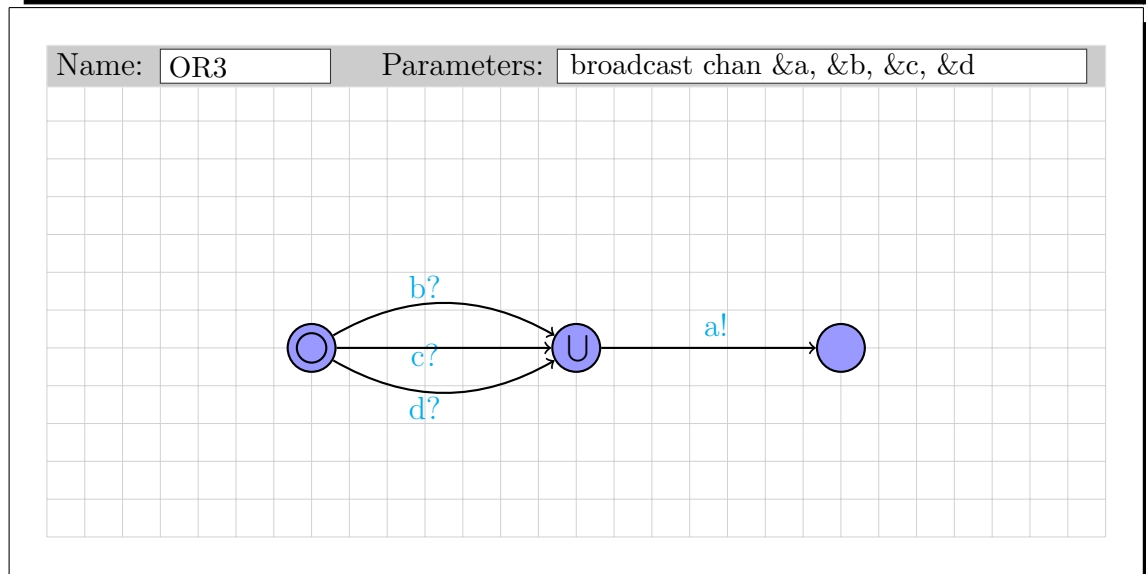 Name: OR3 Parameters: broadcast chan &a, &b, &c, &d
b?
a!
c?
U
d?